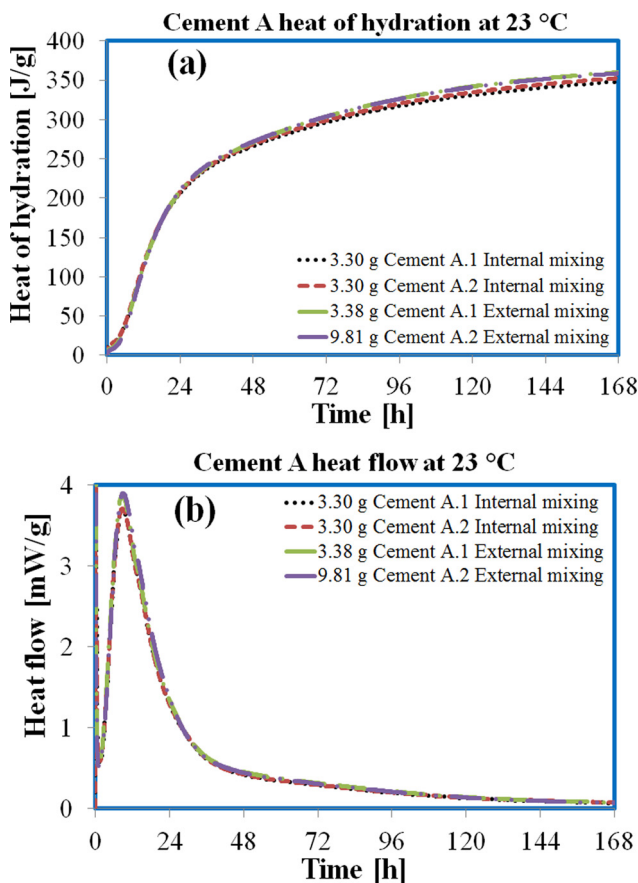 Cement A heat of hydration at 23 °C
(a)
Heat of hydration [J/g]
400
350
300
250
200
150
100
50
0
3.30 g Cement A.1 Internal mixing
3.30 g Cement A.2 Internal mixing
3.38 g Cement A.1 External mixing
9.81 g Cement A.2 External mixing
0 24 48 72 96 120 144 168
Time [h]
Cement A heat flow at 23 °C
(b)
Heat flow [mW/g]
4
3
2
1
0
3.30 g Cement A.1 Internal mixing
3.30 g Cement A.2 Internal mixing
3.38 g Cement A.1 External mixing
9.81 g Cement A.2 External mixing
0 24 48 72 96 120 144 168
Time [h]